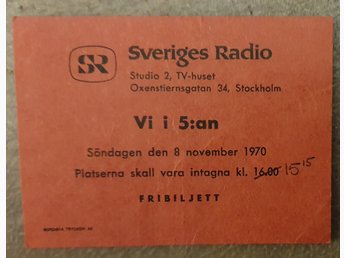 SR
Sveriges Radio
Studio 2, TV-huset
Oxenstiernsgatan 34, Stockholm
Vi i 5:an
Söndagen den 8 november 1970
Platserna skall vara intagna kl. 16.00 15 15
FRIBILJETT